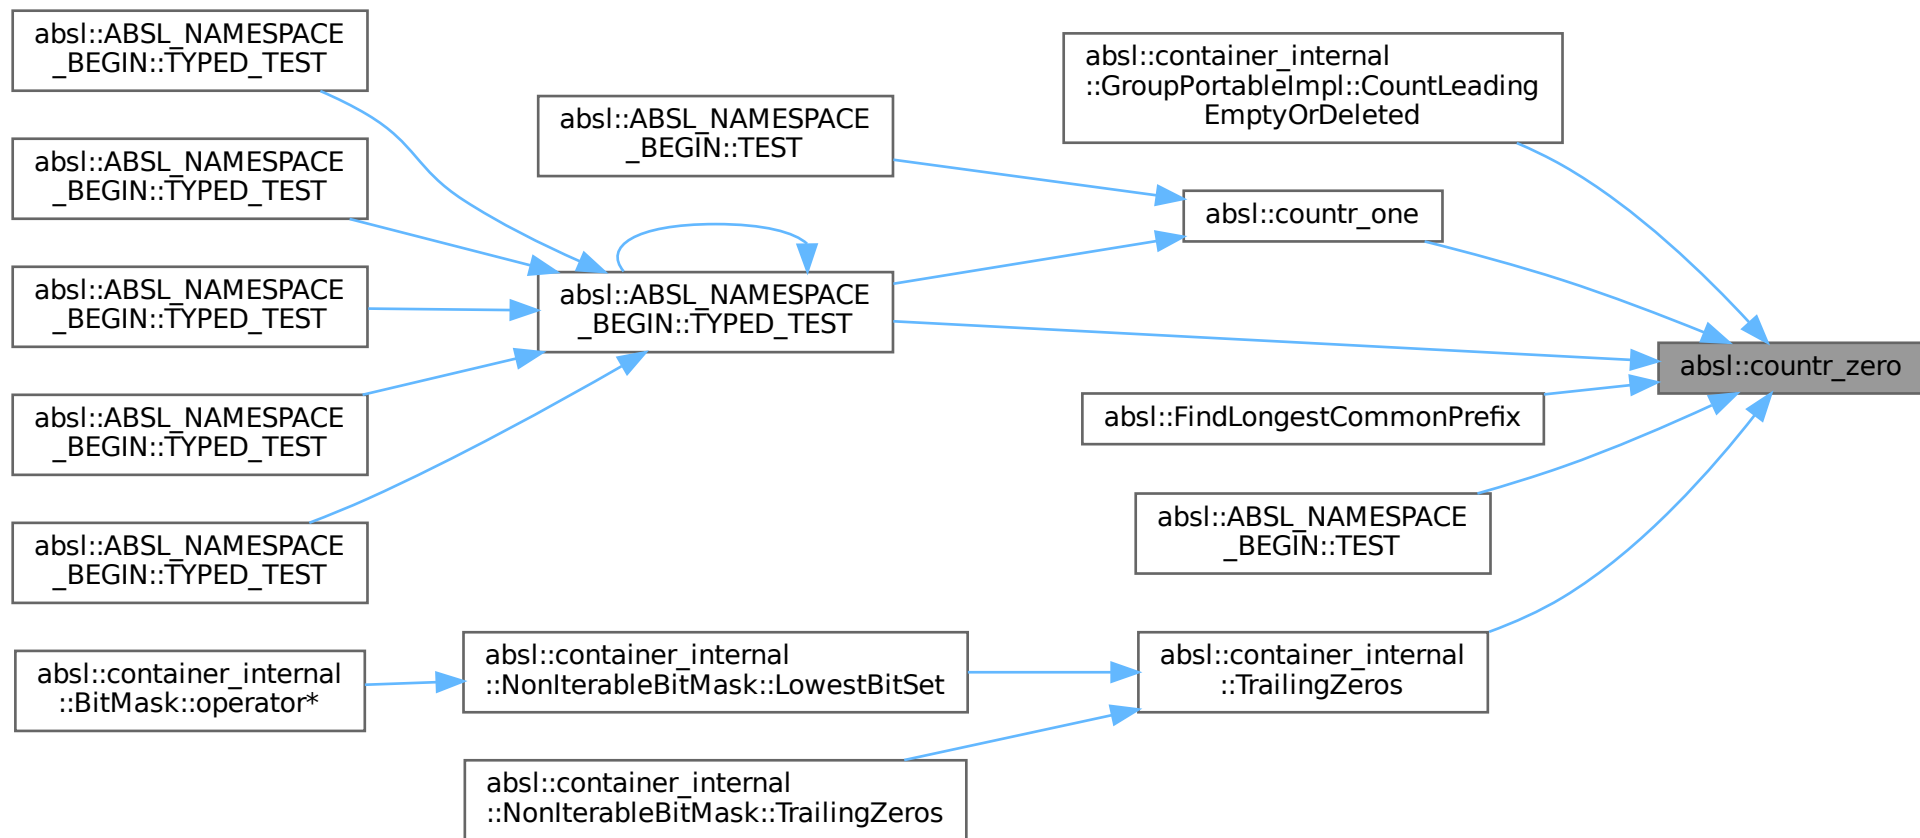 absl::ABSL_NAMESPACE
_BEGIN::TYPED_TEST
absl::ABSL_NAMESPACE
_BEGIN::TYPED_TEST
absl::ABSL_NAMESPACE
_BEGIN::TYPED_TEST
absl::ABSL_NAMESPACE
_BEGIN::TYPED_TEST
absl::ABSL_NAMESPACE
_BEGIN::TYPED_TEST
absl::container_internal
::BitMask::operator*
absl::ABSL_NAMESPACE
_BEGIN::TEST
absl::ABSL_NAMESPACE
_BEGIN::TYPED_TEST
absl::container_internal
::NonIterableBitMask::LowestBitSet
absl::container_internal
::NonIterableBitMask::TrailingZeros
absl::container_internal
::GroupPortableImpl::CountLeading
EmptyOrDeleted
absl::countr_one
absl::FindLongestCommonPrefix
absl::ABSL_NAMESPACE
_BEGIN::TEST
absl::container_internal
::TrailingZeros
absl::countr_zero